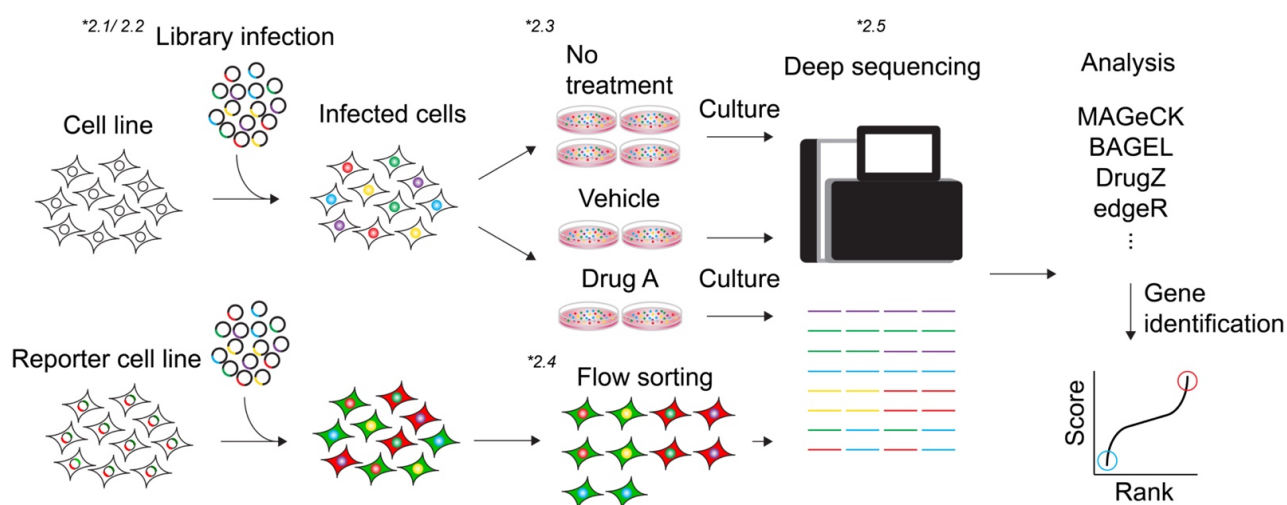 *2.1/ 2.2
Library infection
Cell line
Infected cells
*2.3
No
treatment
Culture
Vehicle
Drug A
Culture
*2.5
Deep sequencing
Analysis
MAGeCK
BAGEL
DrugZ
edgeR
Gene
identification
Reporter cell line
*2.4
Flow sorting
Score
Rank